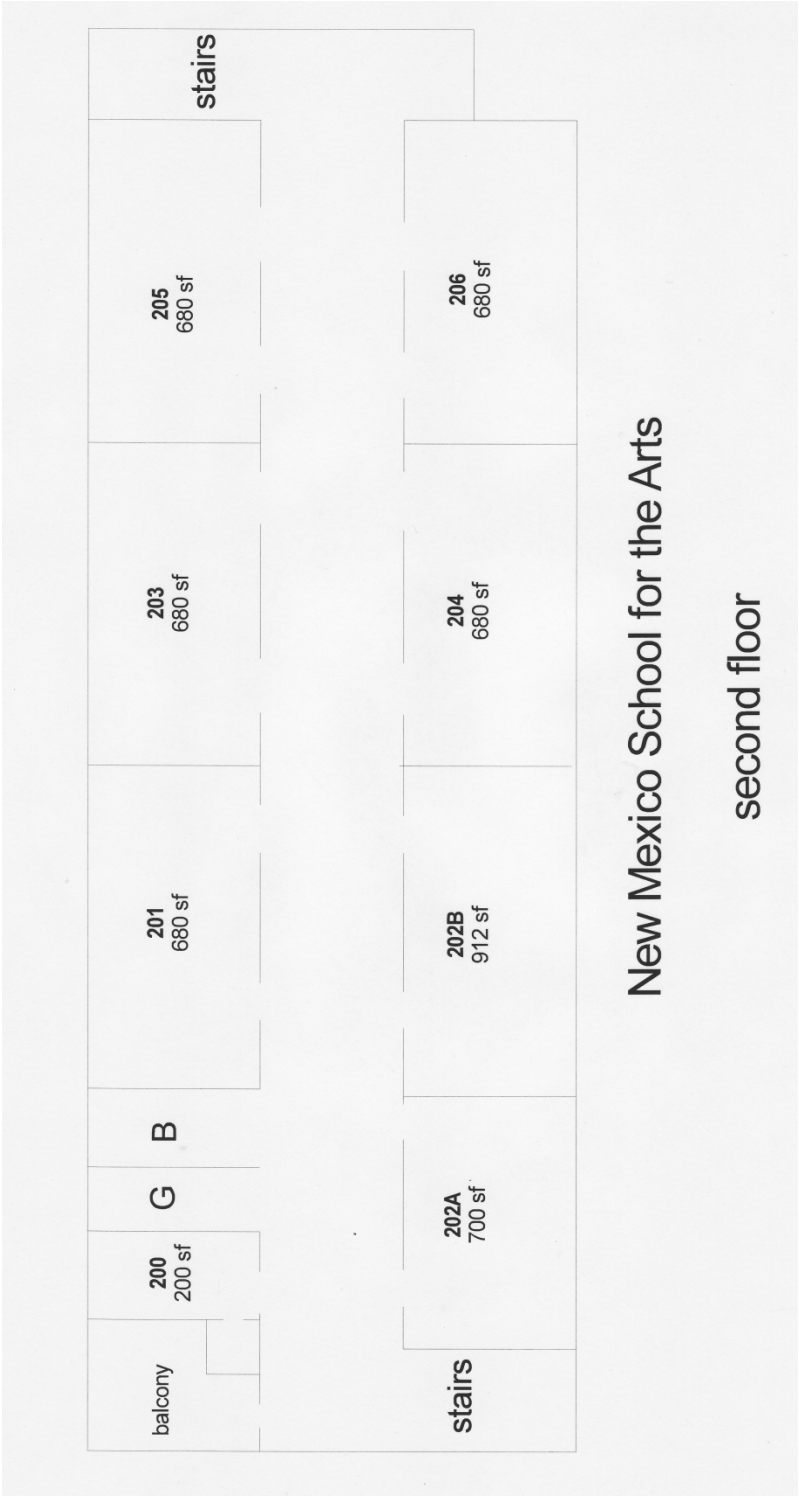 balcony
200
200 sf
G
B
201
680 sf
203
680 sf
205
680 sf
stairs
stairs
202A
700 sf
202B
912 sf
204
680 sf
206
680 sf
New Mexico School for the Arts
second floor